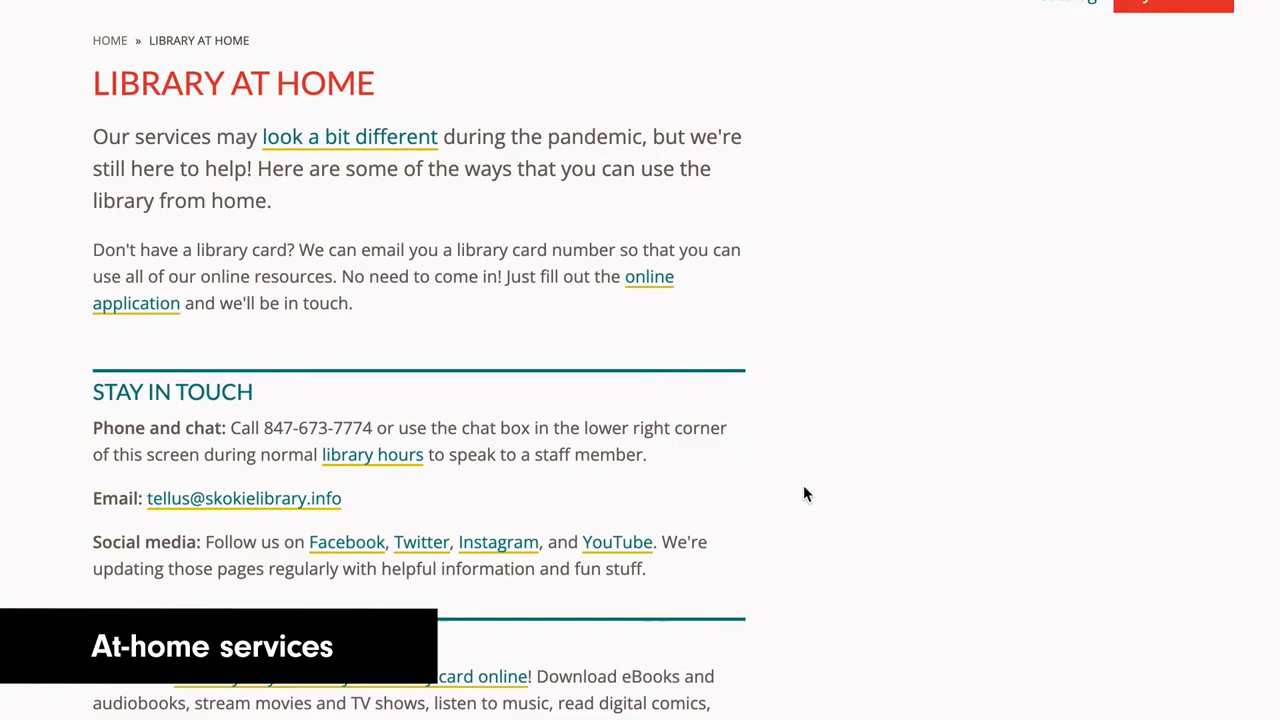 HOME » LIBRARY AT HOME
LIBRARY AT HOME
Our services may look a bit different during the pandemic, but we're
still here to help! Here are some of the ways that you can use the
library from home.
Don't have a library card? We can email you a library card number so that you can
use all of our online resources. No need to come in! Just fill out the online
application and we'll be in touch.
STAY IN TOUCH
Phone and chat: Call 847-673-7774 or use the chat box in the lower right corner
of this screen during normal library hours to speak to a staff member.
Email: tellus@skokielibrary.info
Social media: Follow us on Facebook, Twitter, Instagram, and YouTube. We're
updating those pages regularly with helpful information and fun stuff.
At-home services
card online! Download eBooks and
audiobooks, stream movies and TV shows, listen to music, read digital comics,